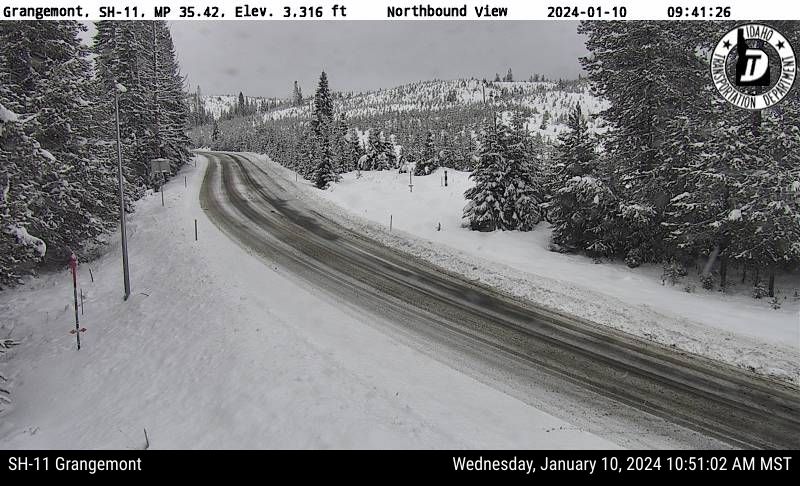 Grangemont, SH-11, MP 35.42, Elev. 3,316 ft Northbound View 2024-01-10 09:41:26
IDAHO
TRANSPORTATION DEPARTMENT
SH-11 Grangemont Wednesday, January 10, 2024 10:51:02 AM MST